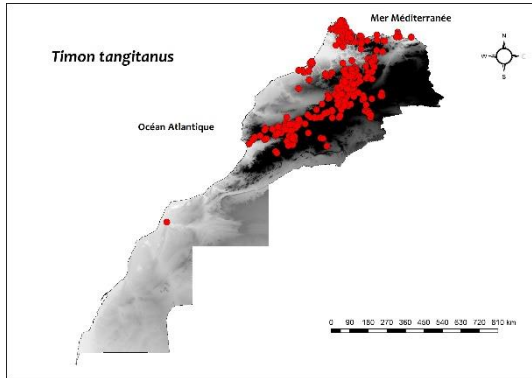 Mer Méditerranée
Timon tangitanus
N
W
E
S
Océan Atlantique
0 90 180 270 360 450 540 630 720 810 km